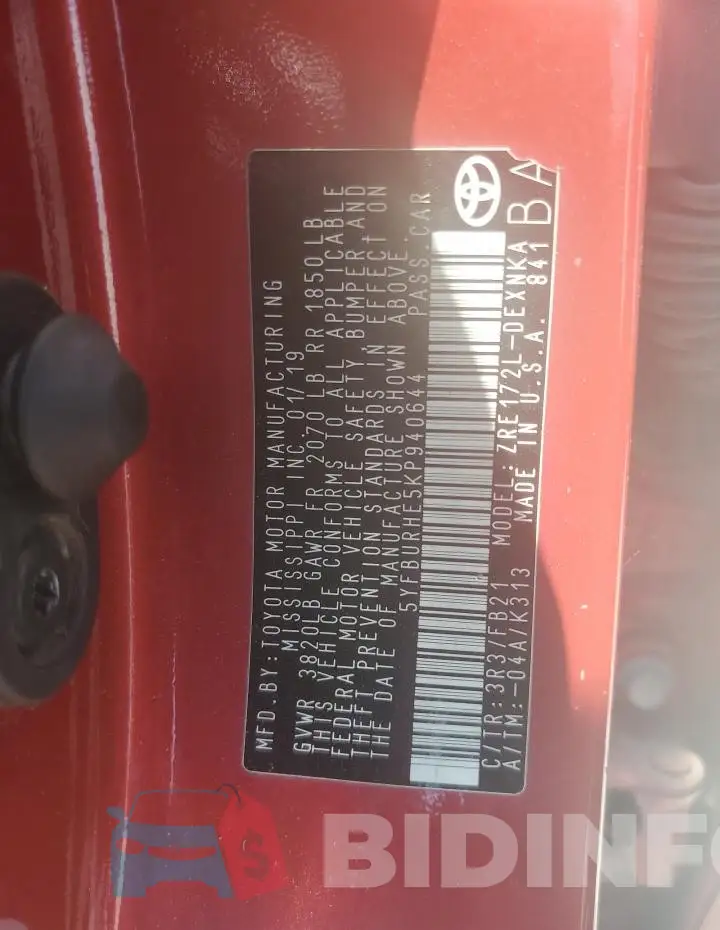 MFD.BY:TOYOTA MOTOR MANUFACTURING
MISSISSIPPI INC. 01/19
GVWR 3820LB GAWR FR 2070 LB RR 1850LB
THIS VEHICLE CONFORMS TO ALL APPLICABLE
FEDERAL MOTOR VEHICLE SAFETY BUMPER,AND
THEFT PREVENTION STANDARDS IN EFFECT ON
THE DATE OF MANUFACTURE SHOWN ABOVE.
5YFBURHE5KP940644 PASS.CAR
C/TR:3R3/FB21 MODEL:ZRE172L-DEXNKA
A/TM:-04A/K313 MADE IN U.S.A. 841
BA
BIDINFO